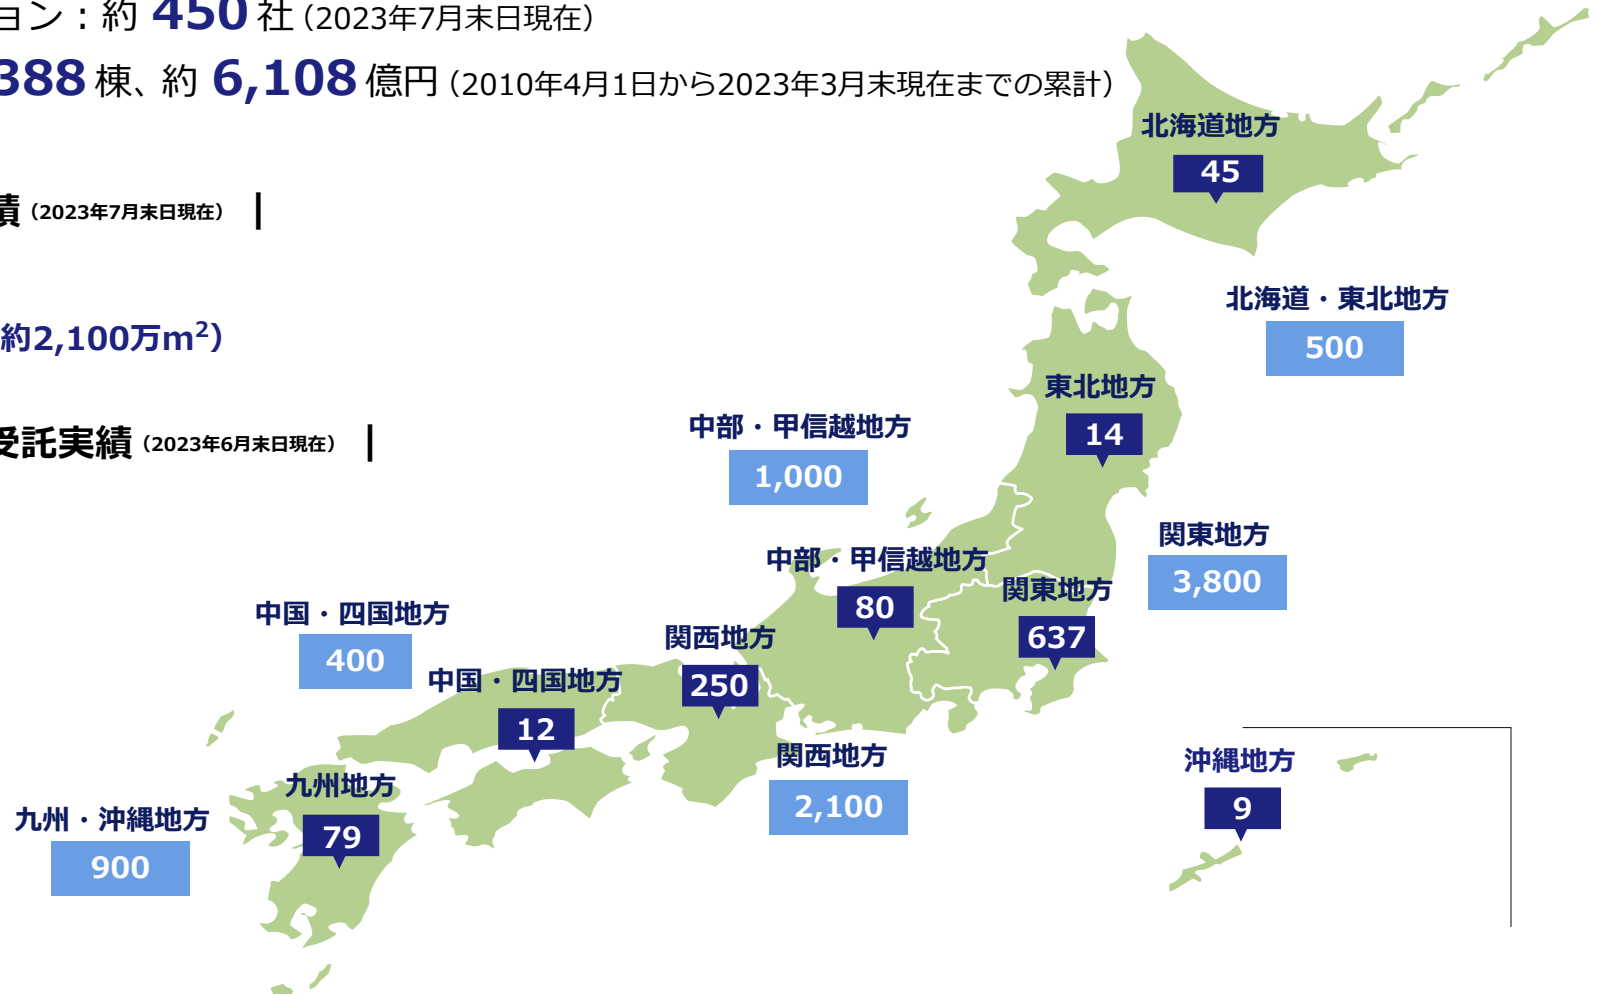 ョン：約 450 社（2023年7月末日現在）
388 棟、約 6,108 億円（2010年4月1日から2023年3月末現在までの累計）
北海道地方
45
績（2023年7月末日現在）
北海道・東北地方
500
約2,100万m²）
東北地方
14
中部・甲信越地方
1,000
受託実績（2023年6月末日現在）
関東地方
3,800
中部・甲信越地方
80
関東地方
637
中国・四国地方
400
関西地方
250
中国・四国地方
12
関西地方
2,100
沖縄地方
9
九州地方
79
九州・沖縄地方
900